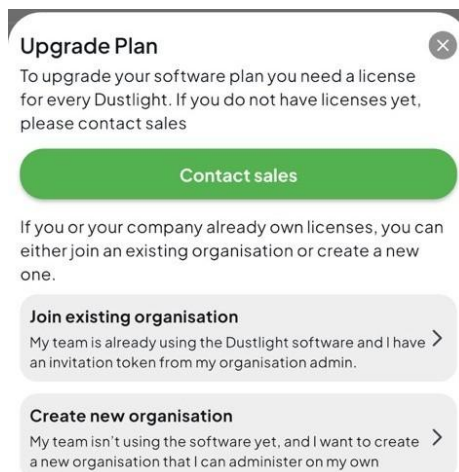 Upgrade Plan
To upgrade your software plan you need a license
for every Dustlight. If you do not have licenses yet,
please contact sales
Contact sales
If you or your company already own licenses, you can
either join an existing organisation or create a new
one.
Join existing organisation
My team is already using the Dustlight software and I have
an invitation token from my organisation admin.
Create new organisation
My team isn't using the software yet, and I want to create
a new organisation that I can administer on my own